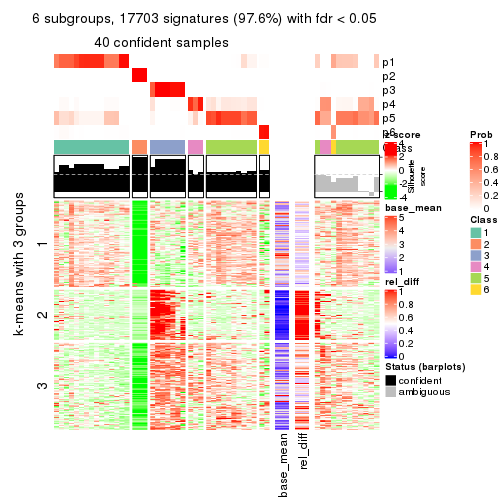 6 subgroups, 17703 signatures (97.6%) with fdr < 0.05
40 confident samples
p1
p2
p3
p4
p5
p6
Class
Silhouette
score
z-score
4
2
0
-2
-4
base_mean
5
4
3
2
1
rel_diff
1
0.8
0.6
0.4
0.2
0
Prob
1
0.8
0.6
0.4
0.2
0
Class
1
2
3
4
5
6
Status (barplots)
confident
ambiguous
k-means with 3 groups
1
2
3
base_mean
rel_diff